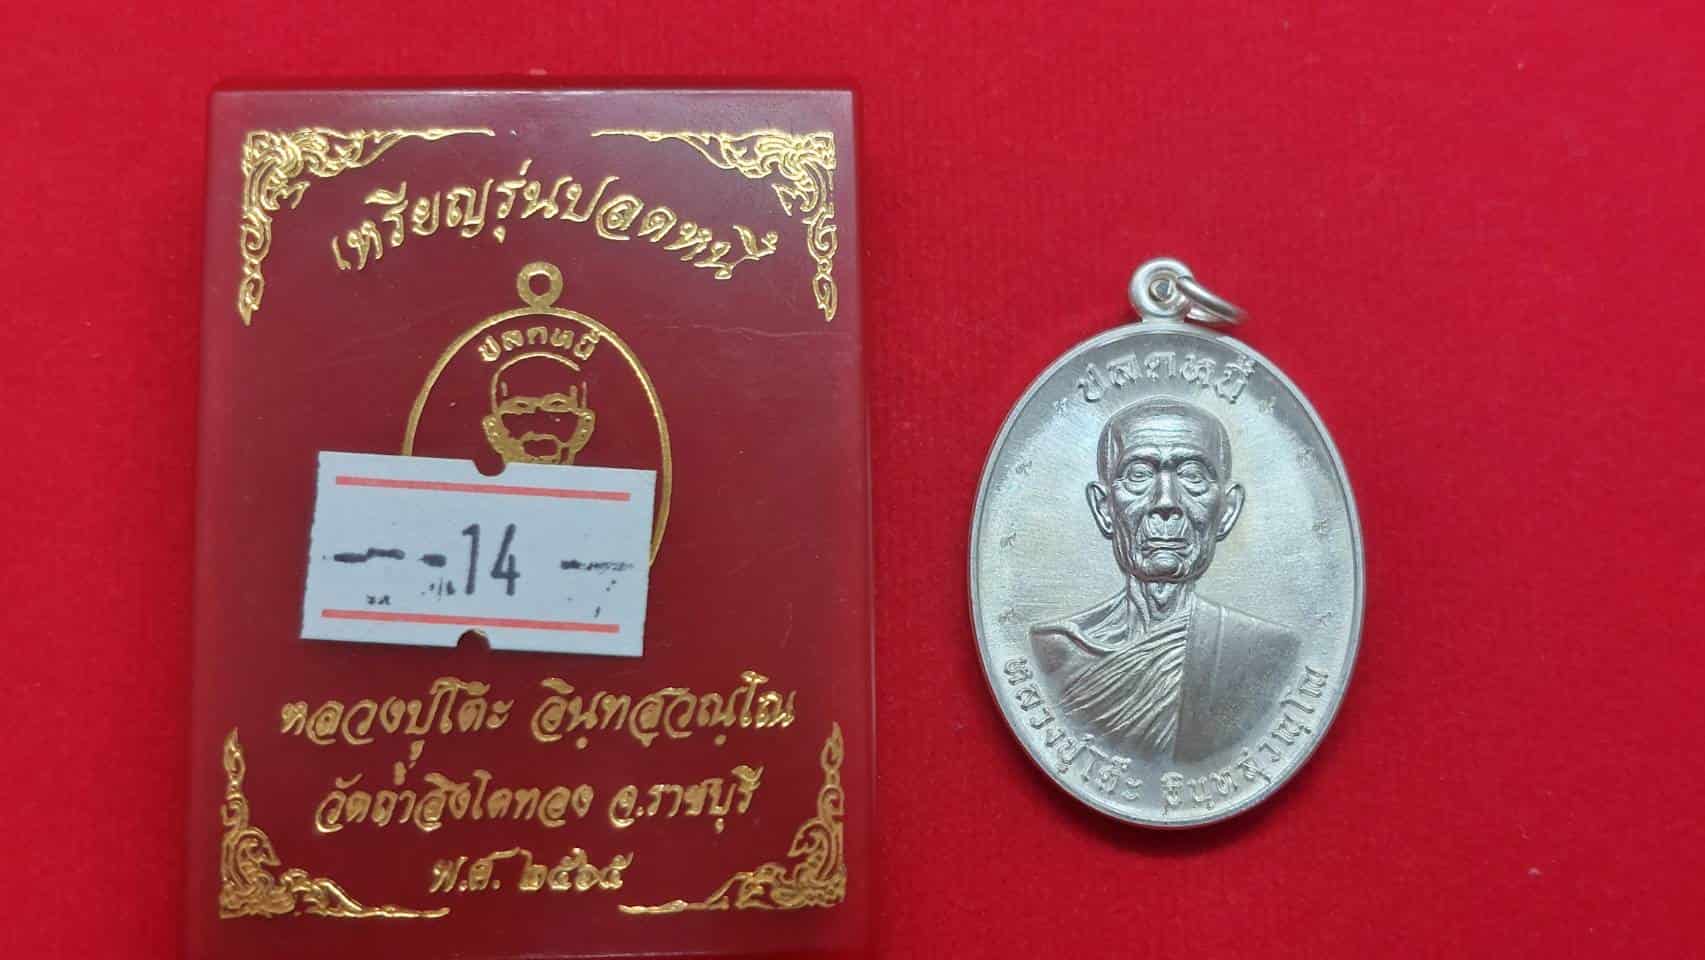 เหรียญรุ่นปลดหนี้
ปลดหนี้
.14
หลวงปู่โต๊ะ อินฺทสุวณฺโณ
วัดถ้ำสิงโตทอง จ.ราชบุรี
พ.ศ. ๒๕๖๕
ปลดหนี้
หลวงปู่โต๊ะ อินฺทสุวณฺโณ